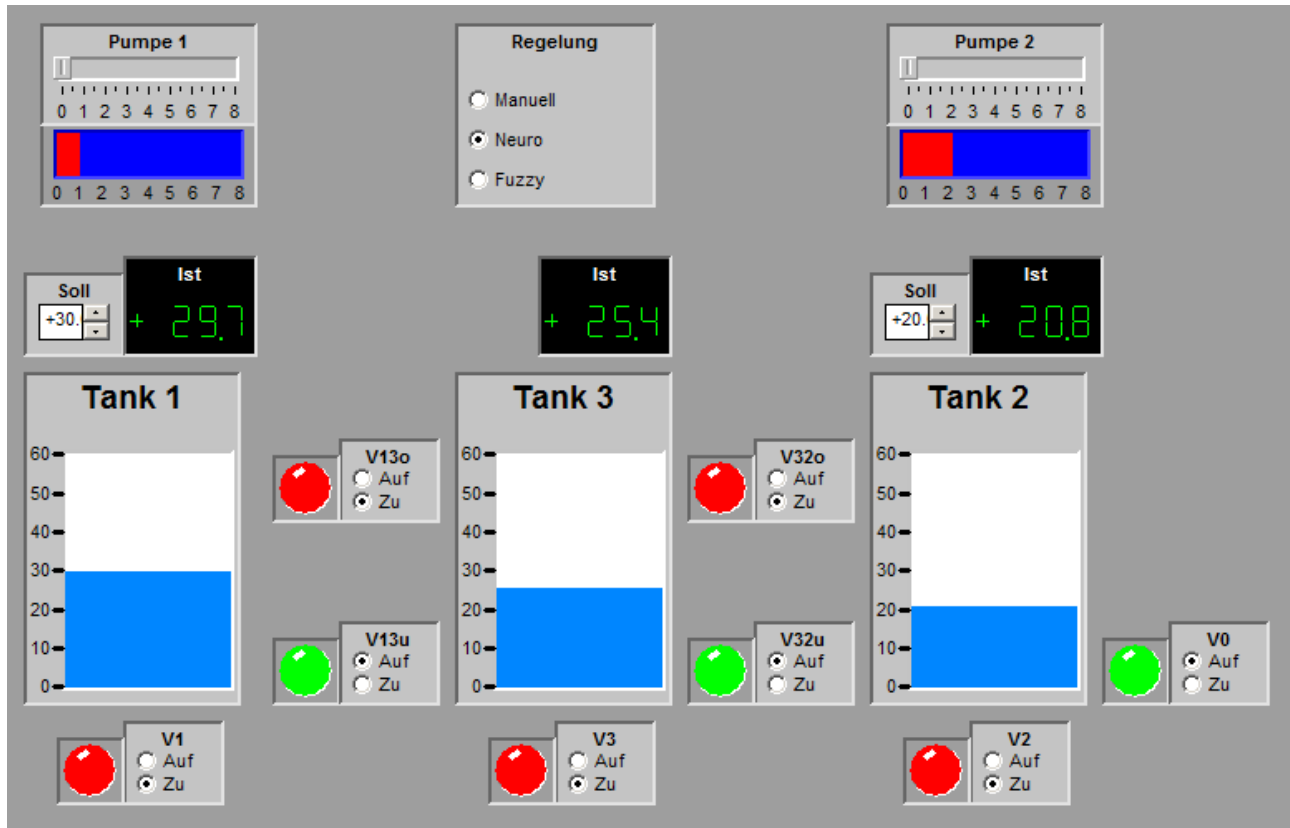 Pumpe 1
0 1 2 3 4 5 6 7 8
0 1 2 3 4 5 6 7 8
Regelung
Manuell
Neuro
Fuzzy
Pumpe 2
0 1 2 3 4 5 6 7 8
0 1 2 3 4 5 6 7 8
Soll
+30.
Ist
+ 29.7
Ist
+ 25.4
Soll
+20.
Ist
+ 20.8
Tank 1
60
50
40
30
20
10
0
V13o
Auf
Zu
V13u
Auf
Zu
Tank 3
60
50
40
30
20
10
0
V32o
Auf
Zu
V32u
Auf
Zu
Tank 2
60
50
40
30
20
10
0
V0
Auf
Zu
V1
Auf
Zu
V3
Auf
Zu
V2
Auf
Zu